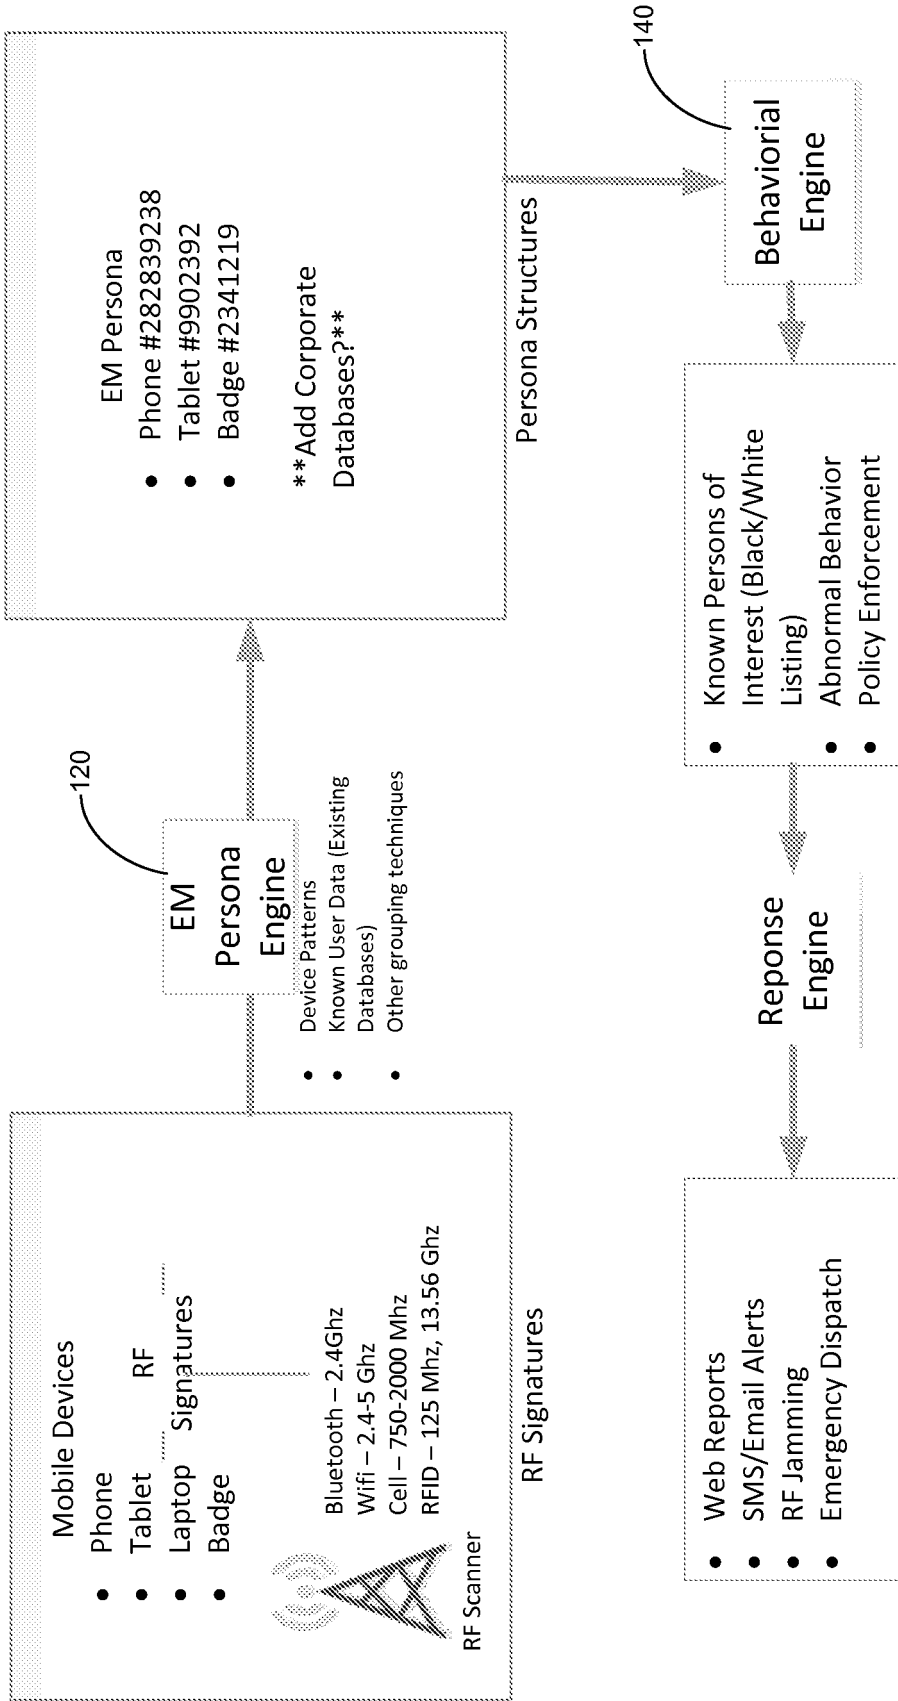 Mobile Devices
• Phone
• Tablet
• Laptop
• Badge
RF
Signatures
Bluetooth – 2.4Ghz
Wifi – 2.4-5 Ghz
Cell – 750-2000 Mhz
RFID – 125 Mhz, 13.56 Ghz
RF Scanner
RF Signatures
120
EM
Persona
Engine
• Device Patterns
• Known User Data (Existing
Databases)
• Other grouping techniques
EM Persona
• Phone #282839238
• Tablet #9902392
• Badge #2341219
**Add Corporate
Databases?**
Persona Structures
140
Behaviorial
Engine
• Known Persons of
Interest (Black/White
Listing)
• Abnormal Behavior
• Policy Enforcement
Reponse
Engine
• Web Reports
• SMS/Email Alerts
• RF Jamming
• Emergency Dispatch